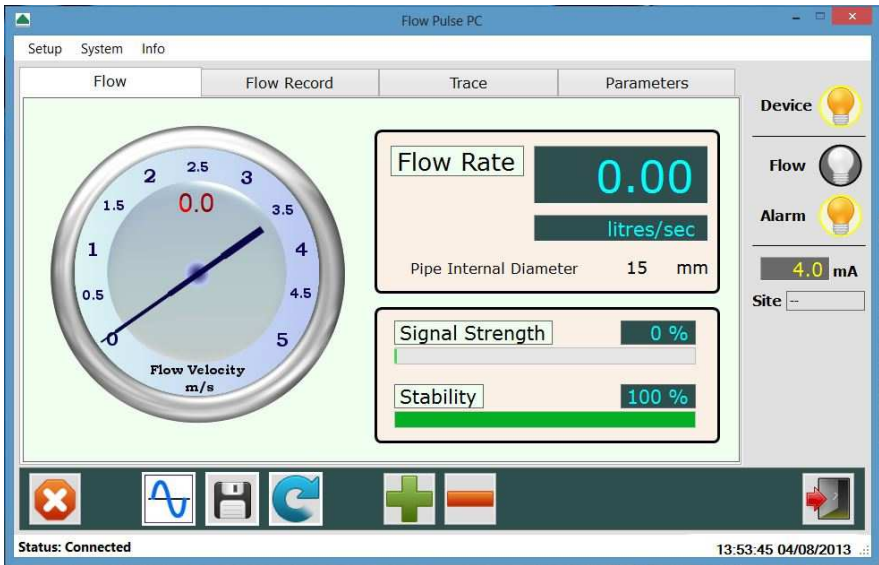 Flow Pulse PC
Setup System Info
Flow Flow Record Trace Parameters
Device
Flow
Alarm
4.0 mA
Site --
0
0.5
1
1.5
2
2.5
3
3.5
4
4.5
5
0.0
Flow Velocity
m/s
Flow Rate 0.00
litres/sec
Pipe Internal Diameter 15 mm
Signal Strength 0 %
Stability 100 %
Status: Connected 13:53:45 04/08/2013